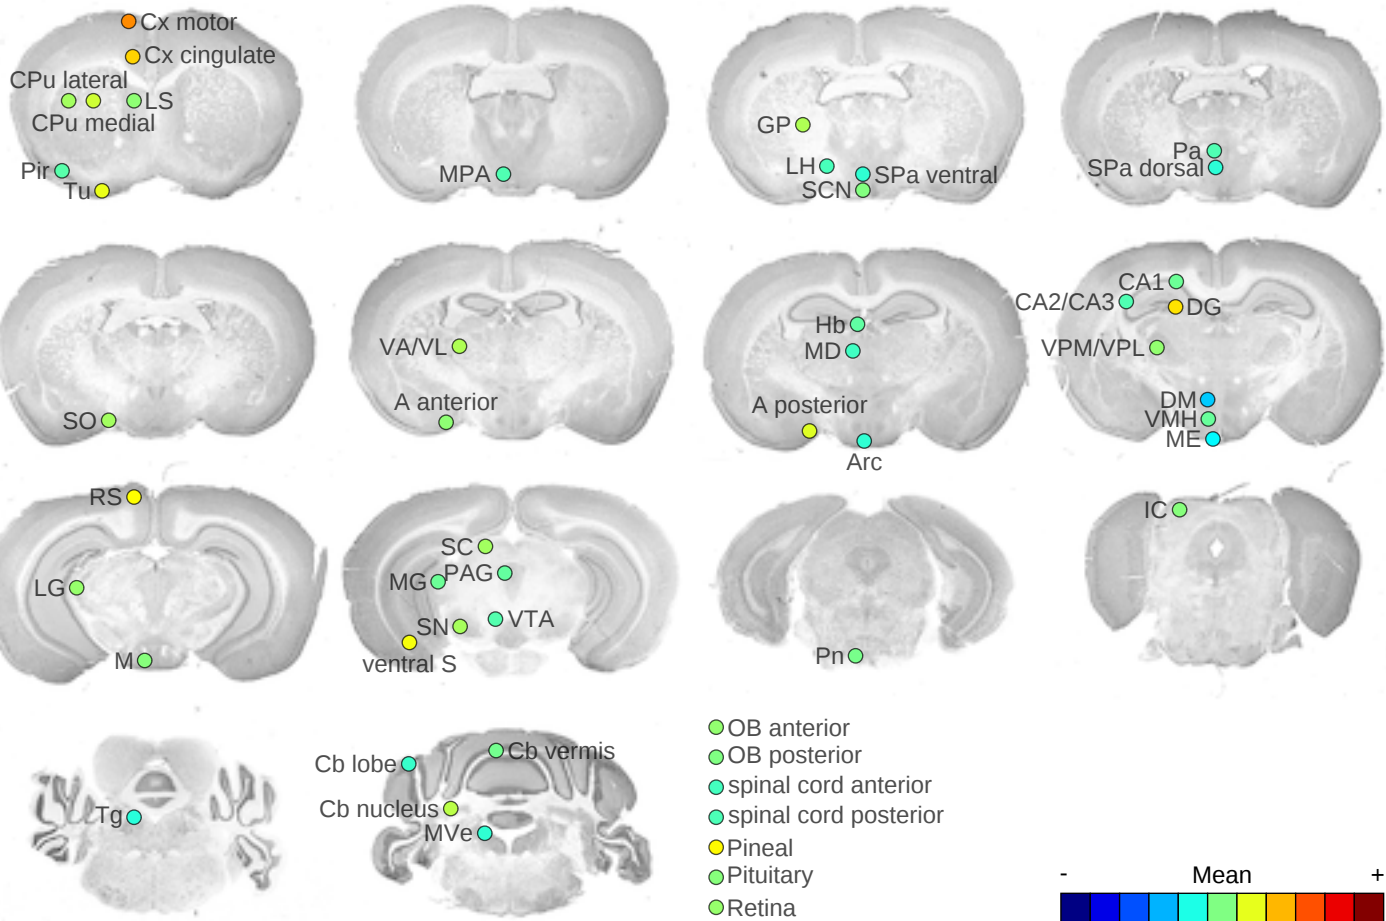 Cx motor
Cx cingulate
CPu lateral
LS
CPu medial
Pir
Tu
MPA
GP
LH
SPa ventral
SCN
Pa
SPa dorsal
SO
VA/VL
A anterior
Hb
MD
A posterior
Arc
CA1
CA2/CA3
DG
VPM/VPL
DM
VMH
ME
RS
LG
M
SC
MG
PAG
SN
VTA
ventral S
Pn
IC
Tg
Cb lobe
Cb vermis
Cb nucleus
MVe
OB anterior
OB posterior
spinal cord anterior
spinal cord posterior
Pineal
Pituitary
Retina
- Mean +